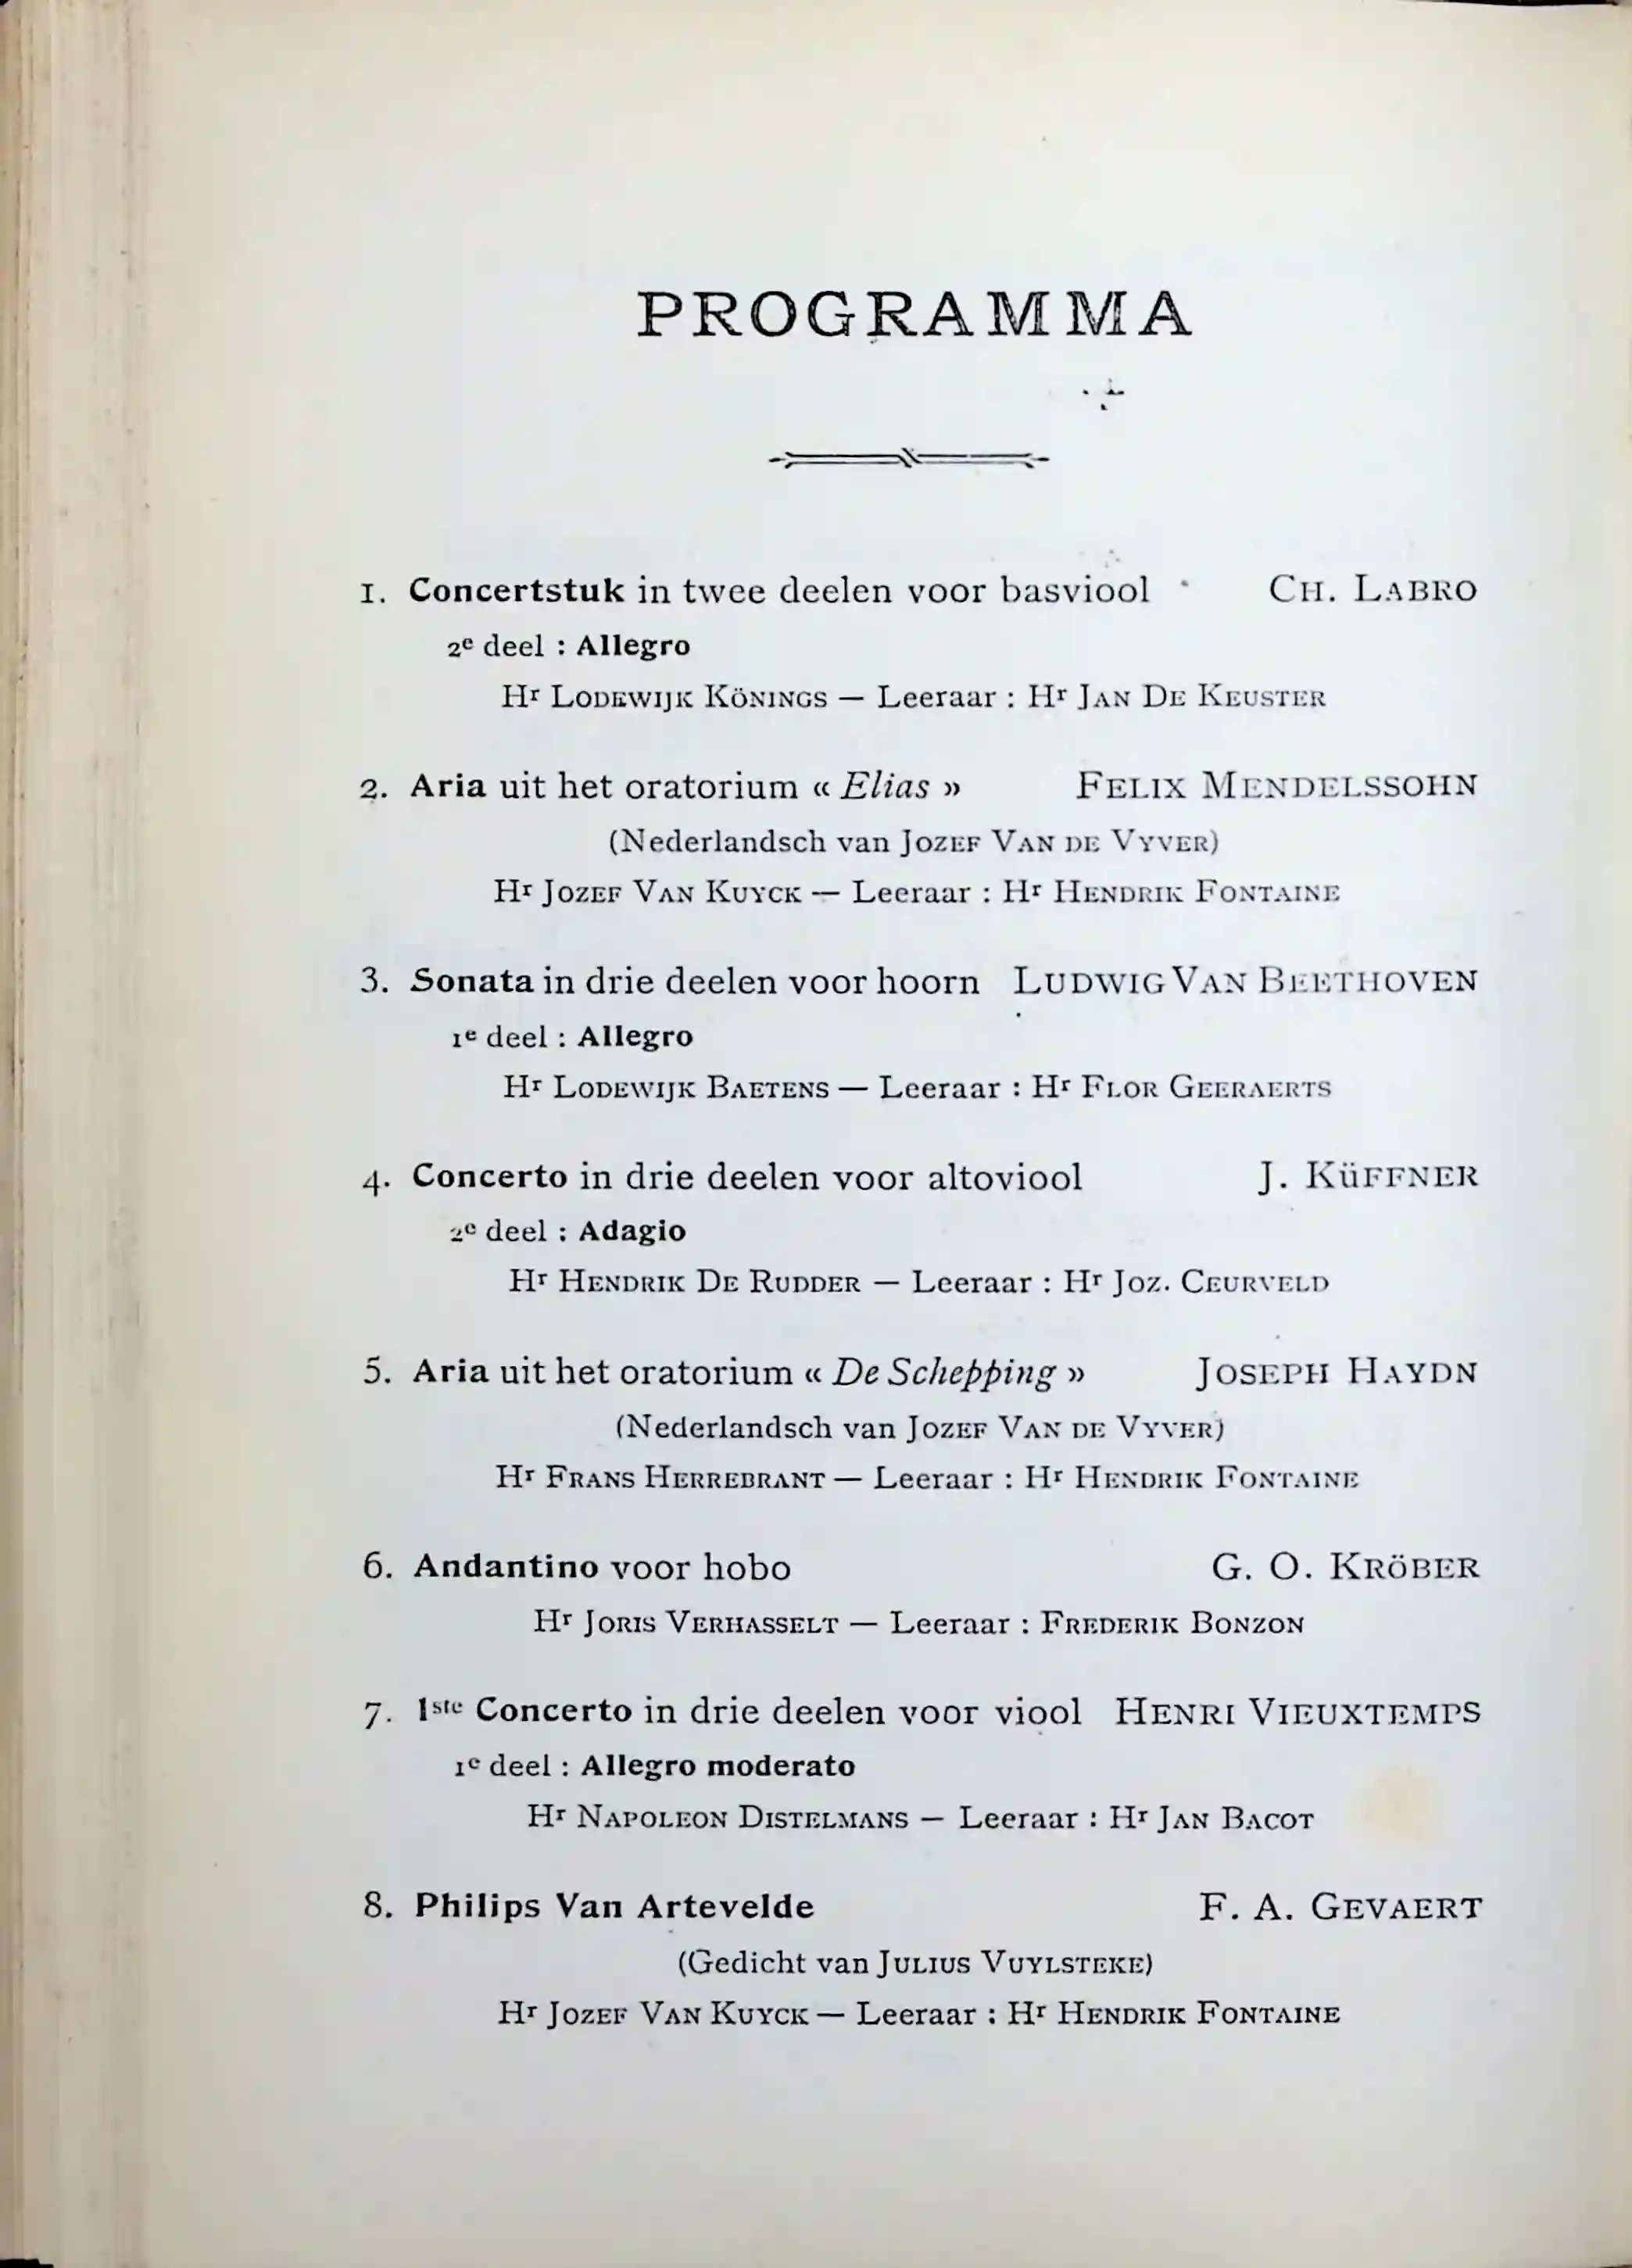 PROGRAMMA
1. Concertstuk in twee deelen voor basviool CH. LABRO
2e deel : Allegro
Hr LODEWIJK KÖNINGS — Leeraar : Hr JAN DE KEUSTER
2. Aria uit het oratorium « Elias » FELIX MENDELSSOHN
(Nederlandsch van JOZEF VAN DE VYVER)
Hr JOZEF VAN KUYCK — Leeraar : Hr HENDRIK FONTAINE
3. Sonata in drie deelen voor hoorn LUDWIG VAN BEETHOVEN
1e deel : Allegro
Hr LODEWIJK BAETENS — Leeraar : Hr FLOR GEERAERTS
4. Concerto in drie deelen voor altoviool J. KÜFFNER
2e deel : Adagio
Hr HENDRIK DE RUDDER — Leeraar : Hr JOZ. CEURVELD
5. Aria uit het oratorium « De Schepping » JOSEPH HAYDN
(Nederlandsch van JOZEF VAN DE VYVER)
Hr FRANS HERREBRANT — Leeraar : Hr HENDRIK FONTAINE
6. Andantino voor hobo G. O. KRÖBER
Hr JORIS VERHASSELT — Leeraar : FREDERIK BONZON
7. 1ste Concerto in drie deelen voor viool HENRI VIEUXTEMPS
1e deel : Allegro moderato
Hr NAPOLEON DISTELMANS — Leeraar : Hr JAN BACOT
8. Philips Van Artevelde F. A. GEVAERT
(Gedicht van JULIUS VUYLSTEKE)
Hr JOZEF VAN KUYCK — Leeraar : Hr HENDRIK FONTAINE